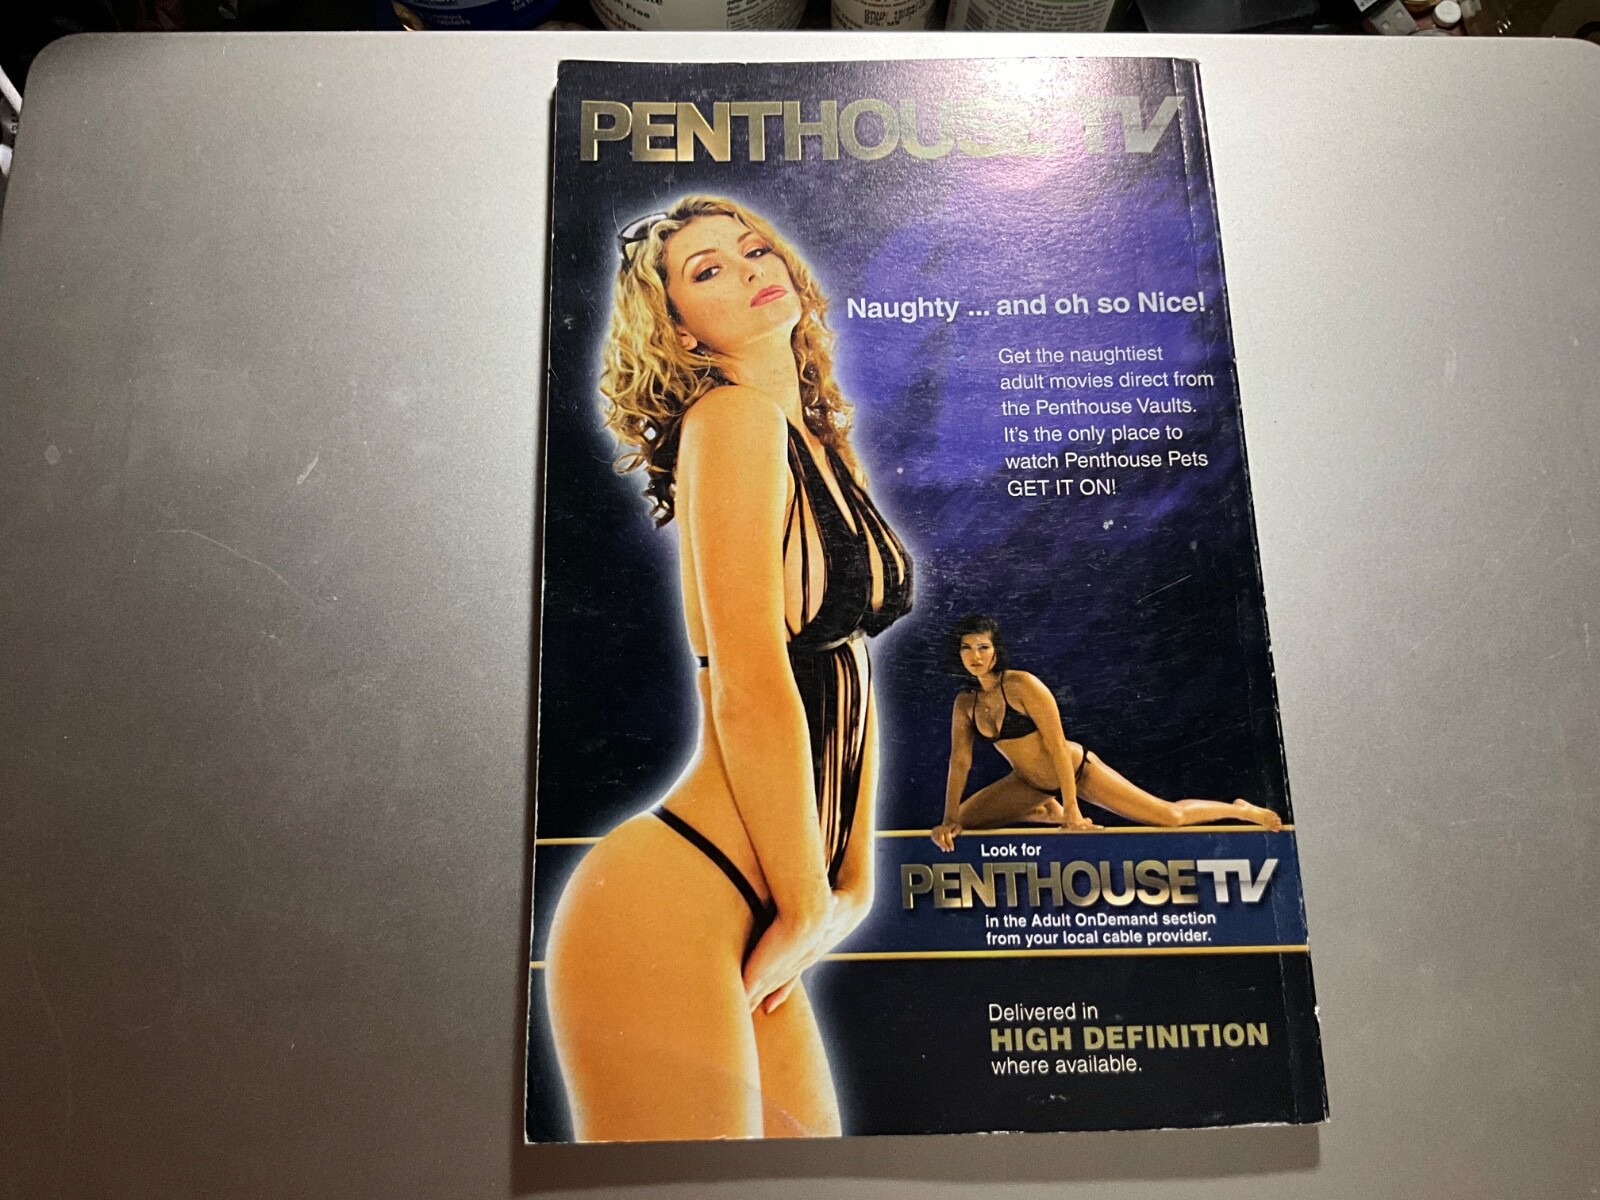 with Free
PENTHOUSE TV
Naughty ... and oh so Nice!
Get the naughtiest
adult movies direct from
the Penthouse Vaults.
It's the only place to
watch Penthouse Pets
GET IT ON!
Look for
PENTHOUSE TV
in the Adult OnDemand section
from your local cable provider.
Delivered in
HIGH DEFINITION
where available.